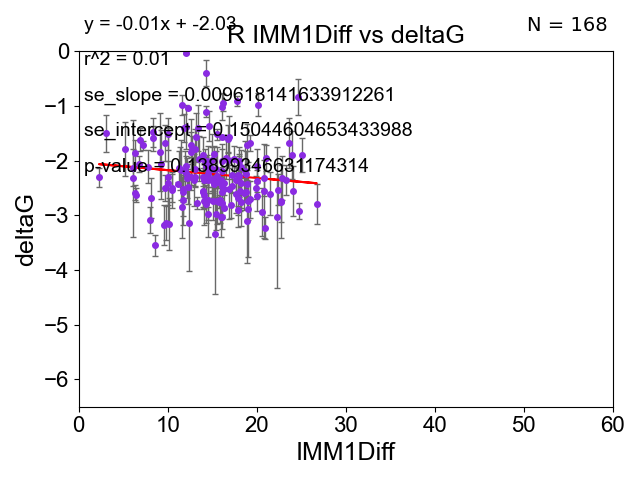 y = -0.01x + -2.03
N = 168
R IMM1Diff vs deltaG
r^2 = 0.01
se_slope = 0.009618141633912261
se_intercept = 0.15044604653433988
p-value = 0.13899346631174314
0
−1
−2
−3
−4
−5
−6
deltaG
0 10 20 30 40 50 60
IMM1Diff